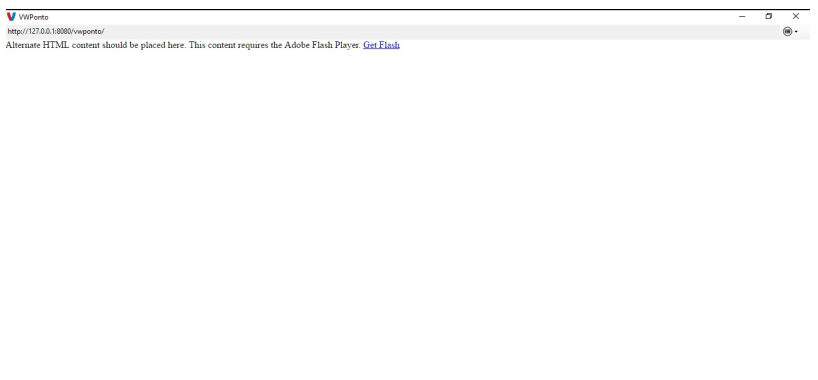 VWPonto
http://127.0.0.1:8080/vwponto/
Alternate HTML content should be placed here. This content requires the Adobe Flash Player. Get Flash